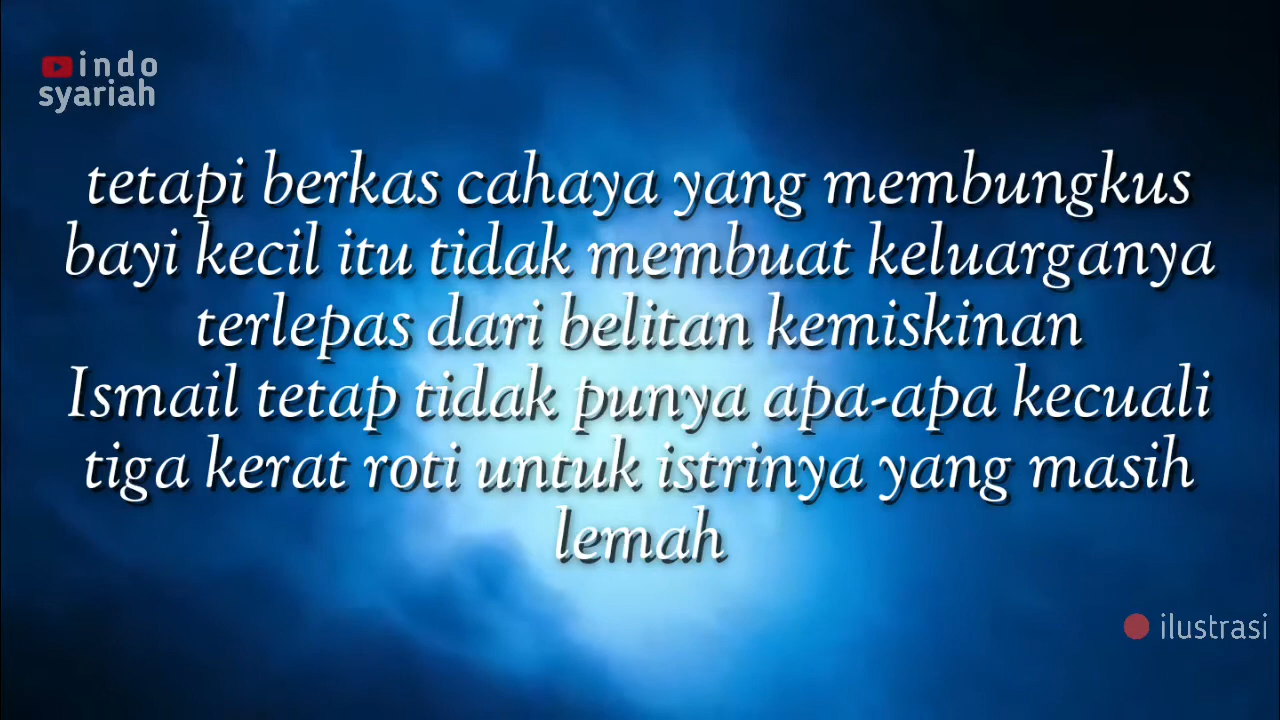 indo
syariah
tetapi berkas cahaya yang membungkus
bayi kecil itu tidak membuat keluarganya
terlepas dari belitan kemiskinan
Ismail tetap tidak punya apa-apa kecuali
tiga kerat roti untuk istrinya yang masih
lemah
ilustrasi